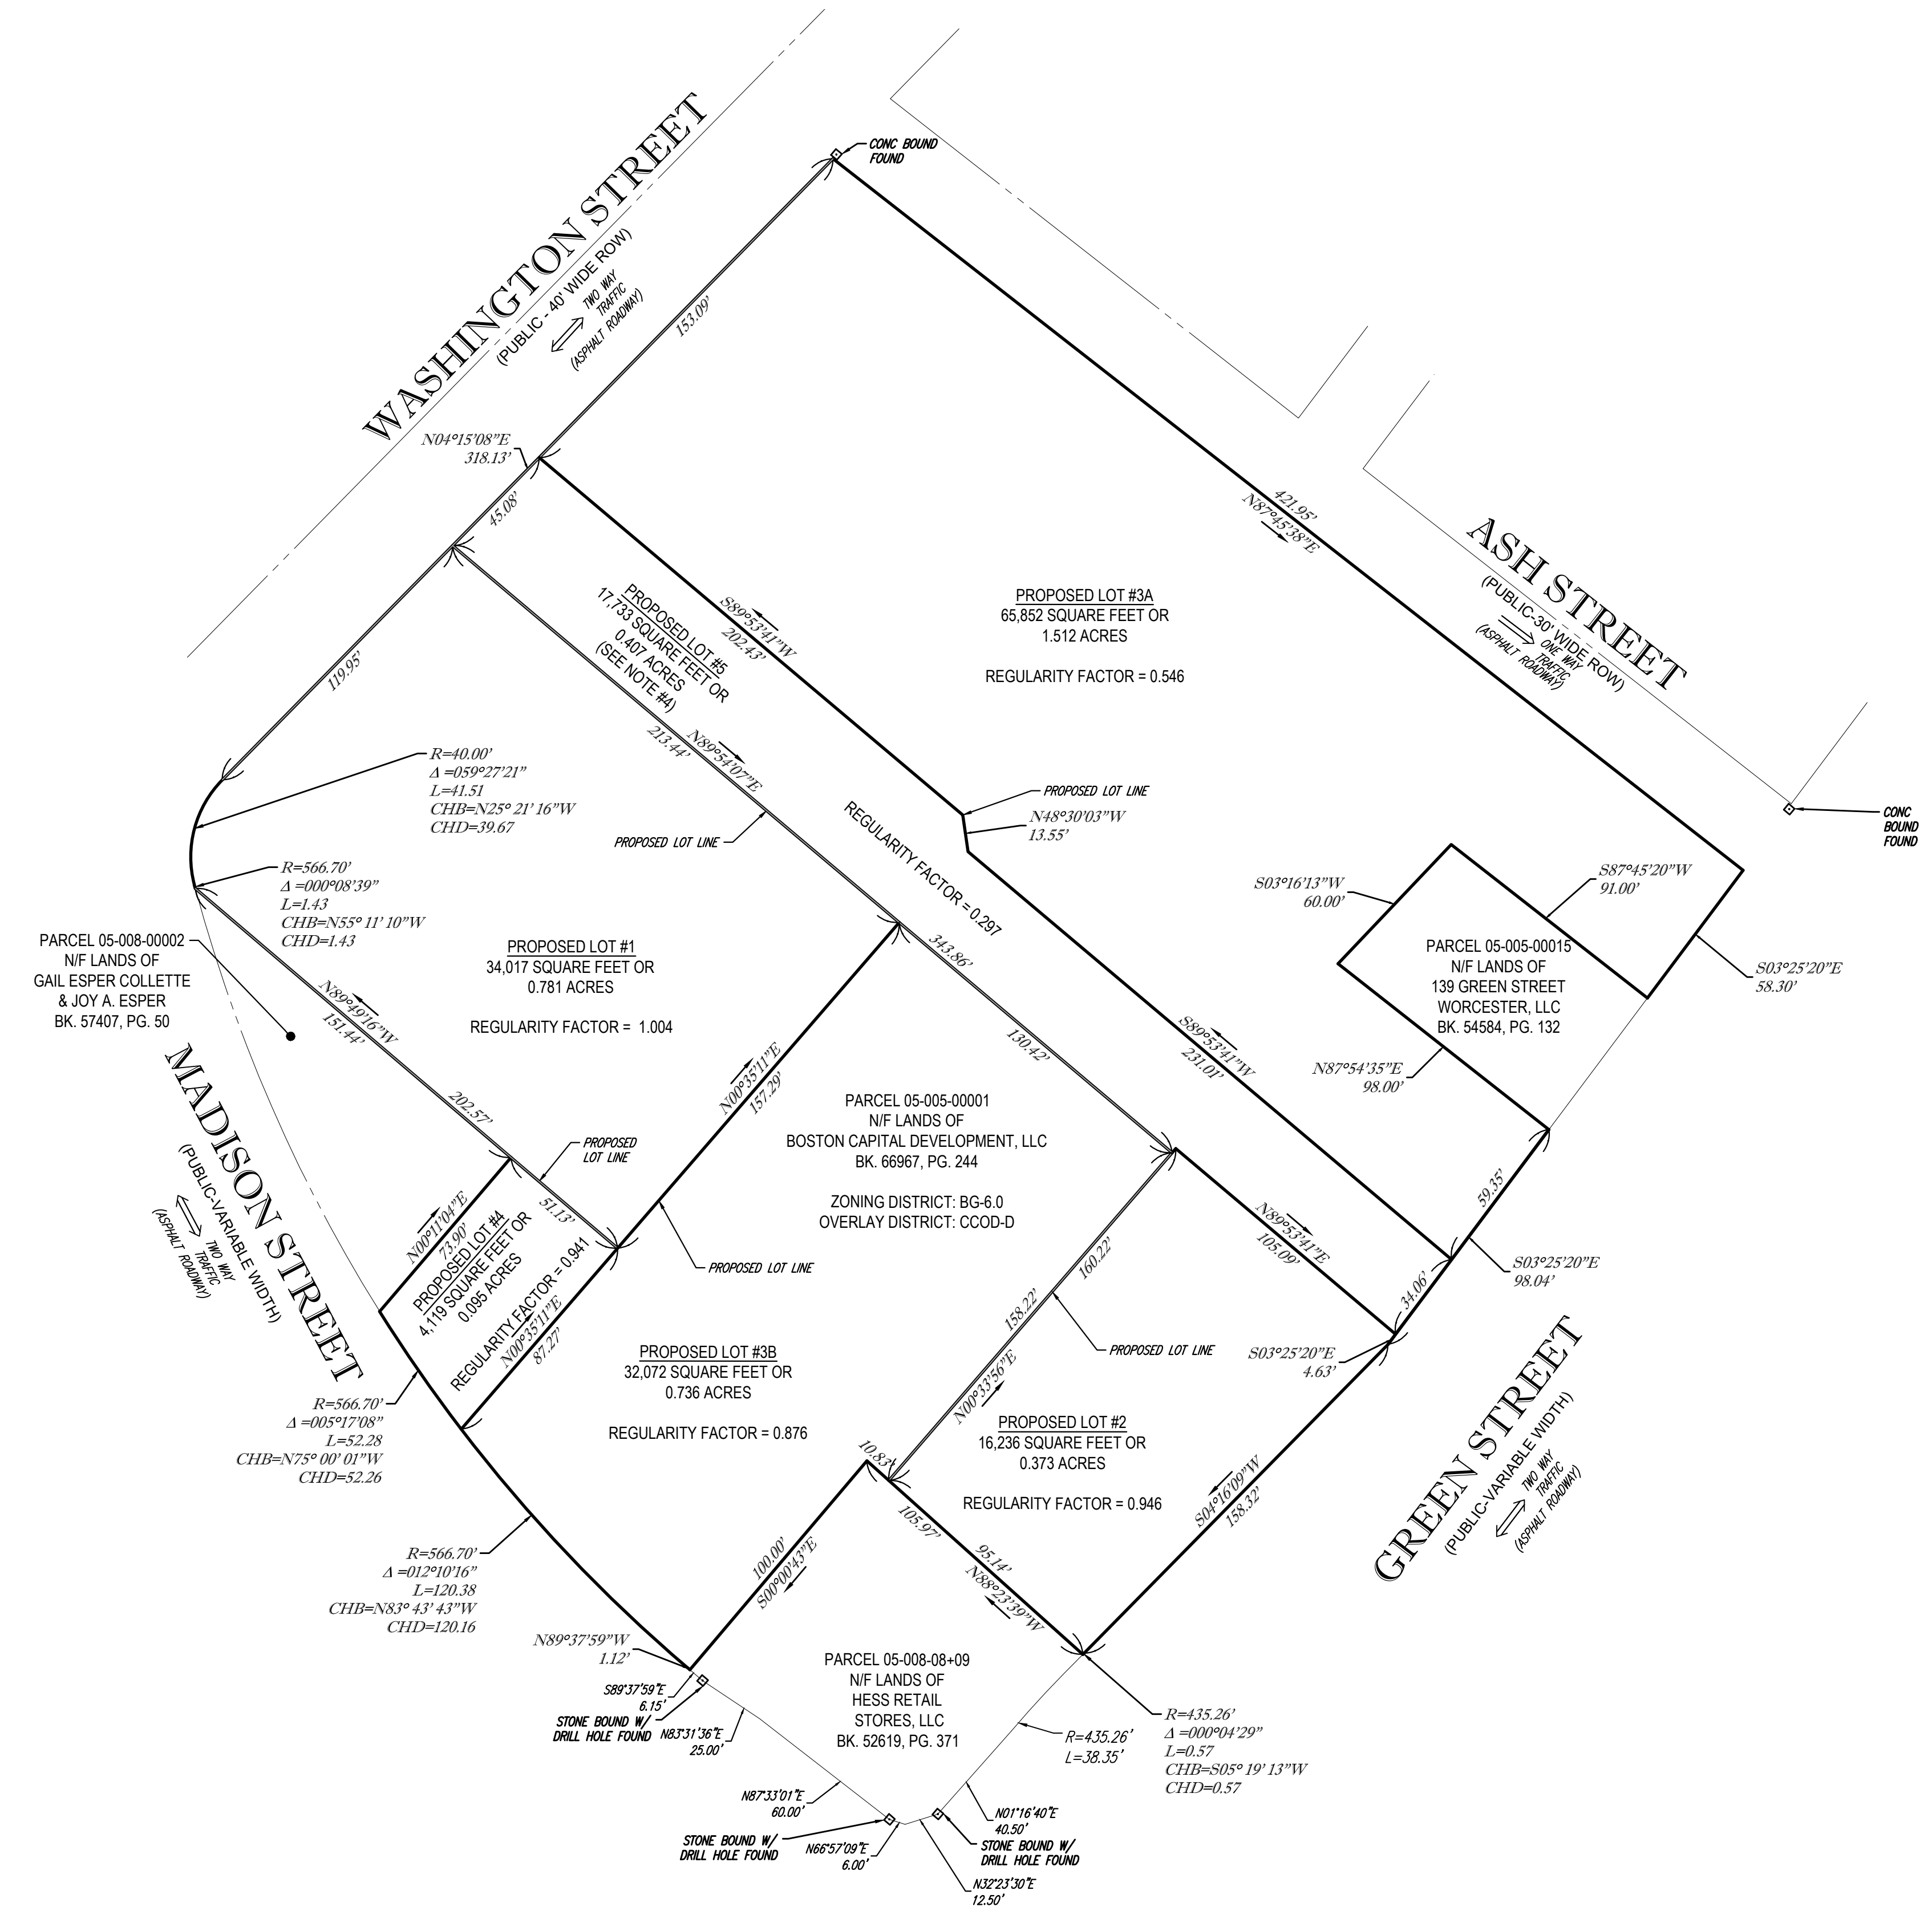 CONC BOUND
FOUND
WASHINGTON STREET
(PUBLIC - 40' WIDE ROW)
TWO WAY
TRAFFIC
(ASPHALT ROADWAY)
153.09'
N04°15'08"E
318.13'
45.08'
119.95'
421.95'
N87°45'38"E
ASH STREET
(PUBLIC-30' WIDE ROW)
ONE WAY
TRAFFIC
(ASPHALT ROADWAY)
PROPOSED LOT #3A
65,852 SQUARE FEET OR
1.512 ACRES
REGULARITY FACTOR = 0.546
PROPOSED LOT #5
17,733 SQUARE FEET OR
0.407 ACRES
(SEE NOTE #4)
S89°53'41"W
202.43'
213.44'
N89°54'07"E
PROPOSED LOT LINE
R=40.00'
Δ =059°27'21"
L=41.51
CHB=N25° 21' 16"W
CHD=39.67
PROPOSED LOT LINE
N48°30'03"W
13.55'
CONC
BOUND
FOUND
REGULARITY FACTOR = 0.297
R=566.70'
Δ =000°08'39"
L=1.43
CHB=N55° 11' 10"W
CHD=1.43
S03°16'13"W
60.00'
S87°45'20"W
91.00'
PARCEL 05-008-00002
N/F LANDS OF
GAIL ESPER COLLETTE
& JOY A. ESPER
BK. 57407, PG. 50
PROPOSED LOT #1
34,017 SQUARE FEET OR
0.781 ACRES
REGULARITY FACTOR = 1.004
343.86'
PARCEL 05-005-00015
N/F LANDS OF
139 GREEN STREET
WORCESTER, LLC
BK. 54584, PG. 132
S03°25'20"E
58.30'
N89°49'16"W
151.44'
130.42'
S89°53'41"W
231.01'
N87°54'35"E
98.00'
N00°35'11"E
157.29'
MADISON STREET
(PUBLIC-VARIABLE WIDTH)
TWO WAY
TRAFFIC
(ASPHALT ROADWAY)
202.57'
PROPOSED
LOT LINE
PARCEL 05-005-00001
N/F LANDS OF
BOSTON CAPITAL DEVELOPMENT, LLC
BK. 66967, PG. 244
ZONING DISTRICT: BG-6.0
OVERLAY DISTRICT: CCOD-D
59.35'
51.13'
N00°11'04"E
73.90'
PROPOSED LOT #4
4,119 SQUARE FEET OR
0.095 ACRES
REGULARITY FACTOR = 0.941
N00°35'11"E
87.27'
PROPOSED LOT LINE
N89°53'41"E
105.09'
160.22'
158.22'
N00°33'56"E
34.06'
S03°25'20"E
98.04'
PROPOSED LOT LINE
S03°25'20"E
4.63'
PROPOSED LOT #3B
32,072 SQUARE FEET OR
0.736 ACRES
REGULARITY FACTOR = 0.876
R=566.70'
Δ =005°17'08"
L=52.28
CHB=N75° 00' 01"W
CHD=52.26
PROPOSED LOT #2
16,236 SQUARE FEET OR
0.373 ACRES
REGULARITY FACTOR = 0.946
GREEN STREET
(PUBLIC-VARIABLE WIDTH)
TWO WAY
TRAFFIC
(ASPHALT ROADWAY)
10.83'
105.97'
95.14'
N88°23'39"W
S04°16'09"W
158.32'
100.00'
S00°00'43"E
R=566.70'
Δ =012°10'16"
L=120.38
CHB=N83° 43' 43"W
CHD=120.16
N89°37'59"W
1.12'
S89°37'59"E
6.15'
STONE BOUND W/
DRILL HOLE FOUND
N83°31'36"E
25.00'
PARCEL 05-008-08+09
N/F LANDS OF
HESS RETAIL
STORES, LLC
BK. 52619, PG. 371
R=435.26'
L=38.35'
R=435.26'
Δ =000°04'29"
L=0.57
CHB=S05° 19' 13"W
CHD=0.57
N87°33'01"E
60.00'
STONE BOUND W/
DRILL HOLE FOUND
N66°57'09"E
6.00'
N01°16'40"E
40.50'
STONE BOUND W/
DRILL HOLE FOUND
N32°23'30"E
12.50'